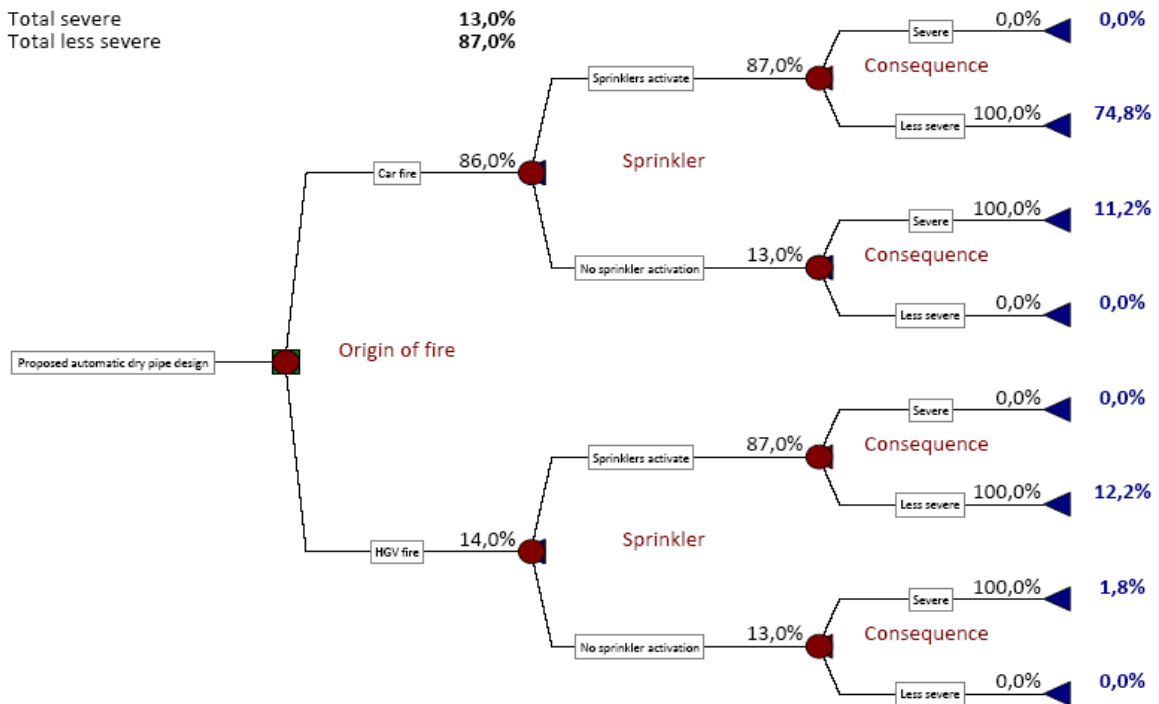 Total severe 13,0%
Total less severe 87,0%
Severe 0,0% 0,0%
Sprinklers activate 87,0% Consequence
Less severe 100,0% 74,8%
Car fire 86,0% Sprinkler
Severe 100,0% 11,2%
No sprinkler activation 13,0% Consequence
Less severe 0,0% 0,0%
Proposed automatic dry pipe design Origin of fire
Severe 0,0% 0,0%
Sprinklers activate 87,0% Consequence
Less severe 100,0% 12,2%
HGV fire 14,0% Sprinkler
Severe 100,0% 1,8%
No sprinkler activation 13,0% Consequence
Less severe 0,0% 0,0%